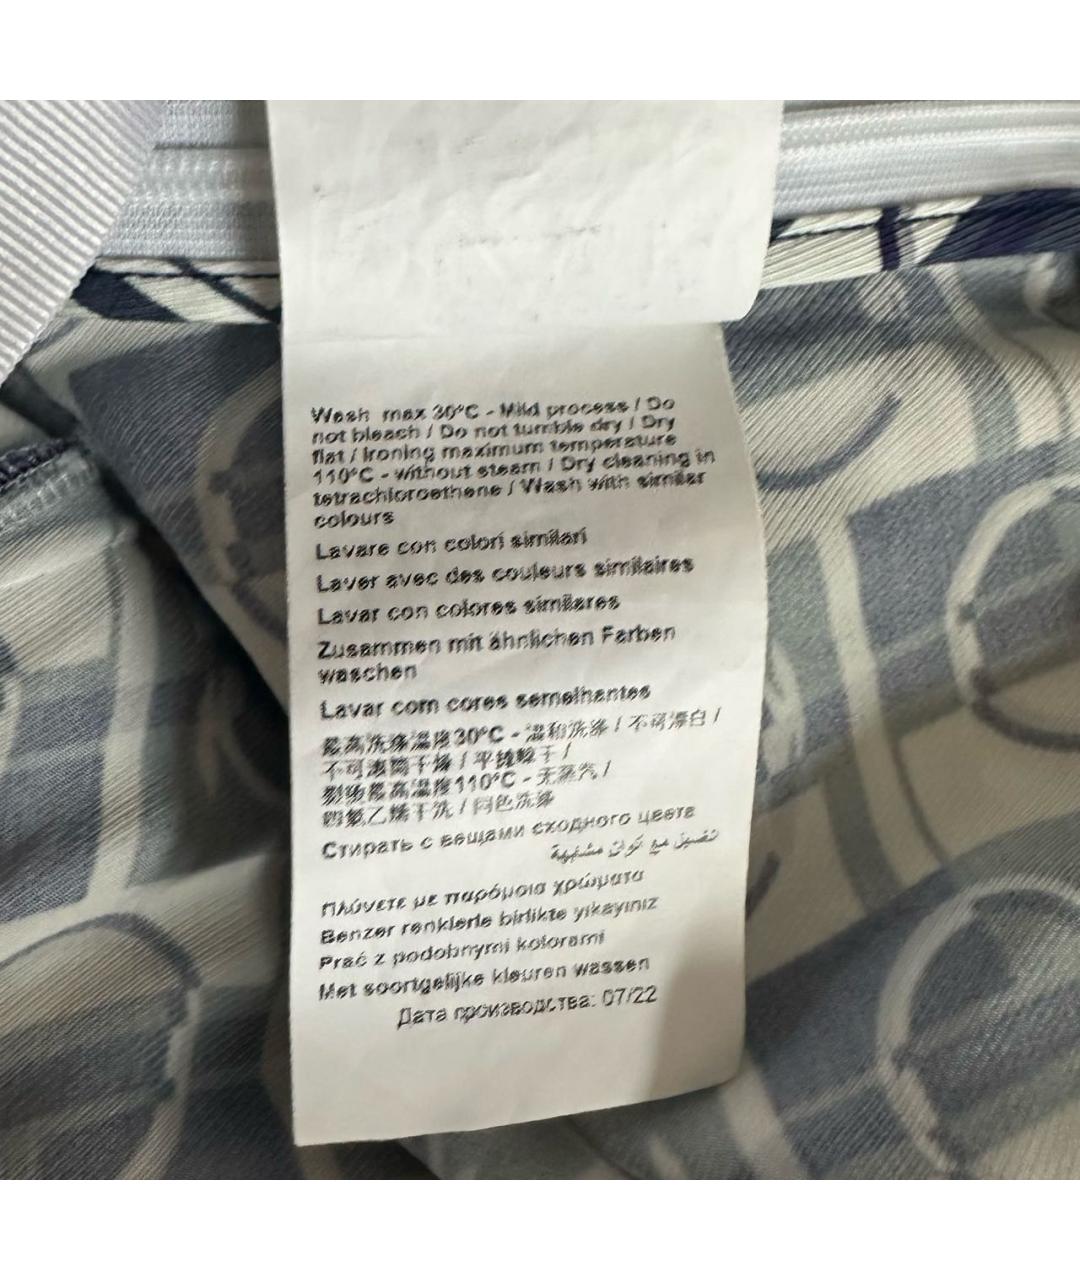 Wash max 30°C - Mild process / Do
not bleach / Do not tumble dry / Dry
flat / Ironing maximum temperature
110°C - without steam / Dry cleaning in
tetrachloroethene / Wash with similar
colours
Lavare con colori similari
Laver avec des couleurs similaires
Lavar con colores similares
Zusammen mit ähnlichen Farben
waschen
Lavar com cores semelhantes
最高洗涤温度30°C - 温和洗涤 / 不可漂白 /
不可滚筒干燥 / 平摊晾干 /
熨烫最高温度110°C - 无蒸汽 /
四氯乙烯干洗 / 同色洗涤
Стирать с вещами сходного цвета
تغسل مع ألوان مشابهة
Πλύνετε με παρόμοια χρώματα
Benzer renklerle birlikte yıkayınız
Prać z podobnymi kolorami
Met soortgelijke kleuren wassen
Дата производства: 07/22